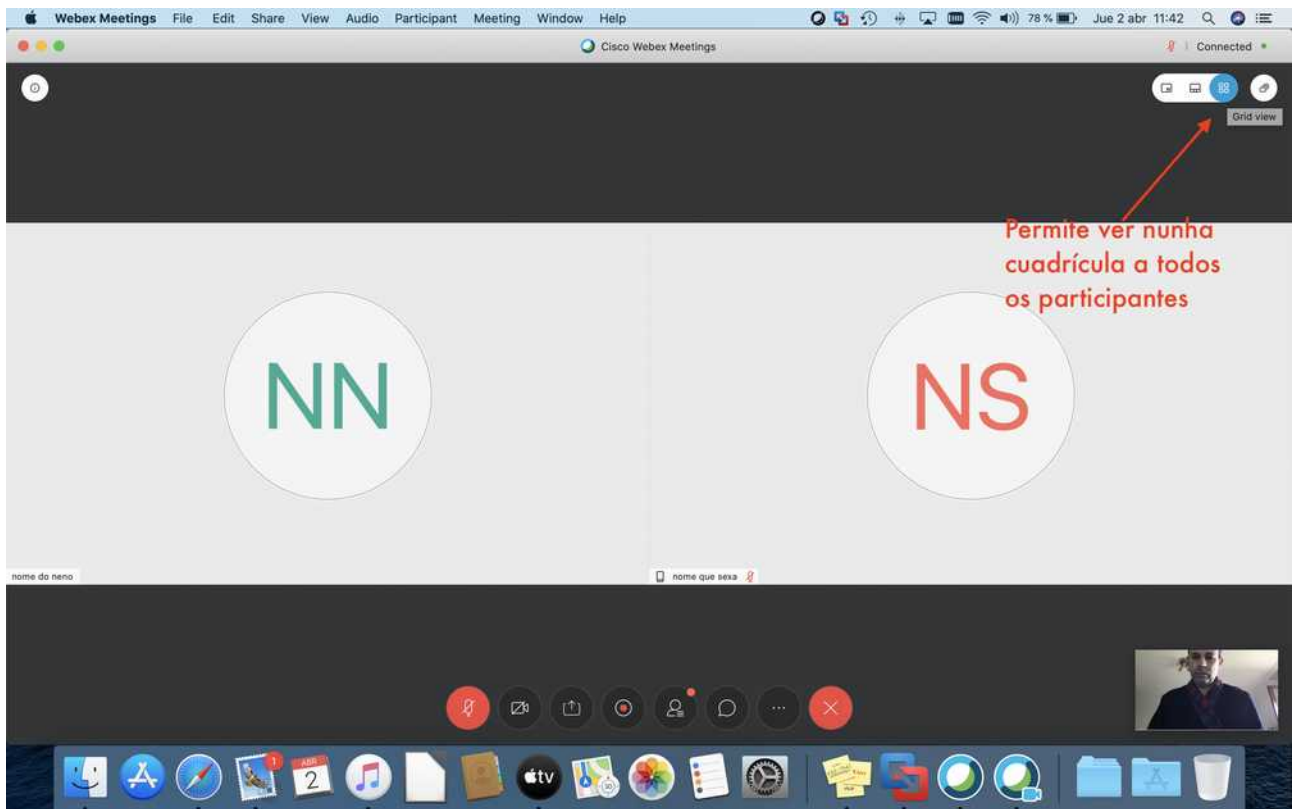 Webex Meetings File Edit Share View Audio Participant Meeting Window Help 78 % Jue 2 abr 11:42
Cisco Webex Meetings Connected
Grid view
Permite ver nunha
cuadrícula a todos
os participantes
NN
NS
nome do neno
nome que sexa
1
ABR
2
tv